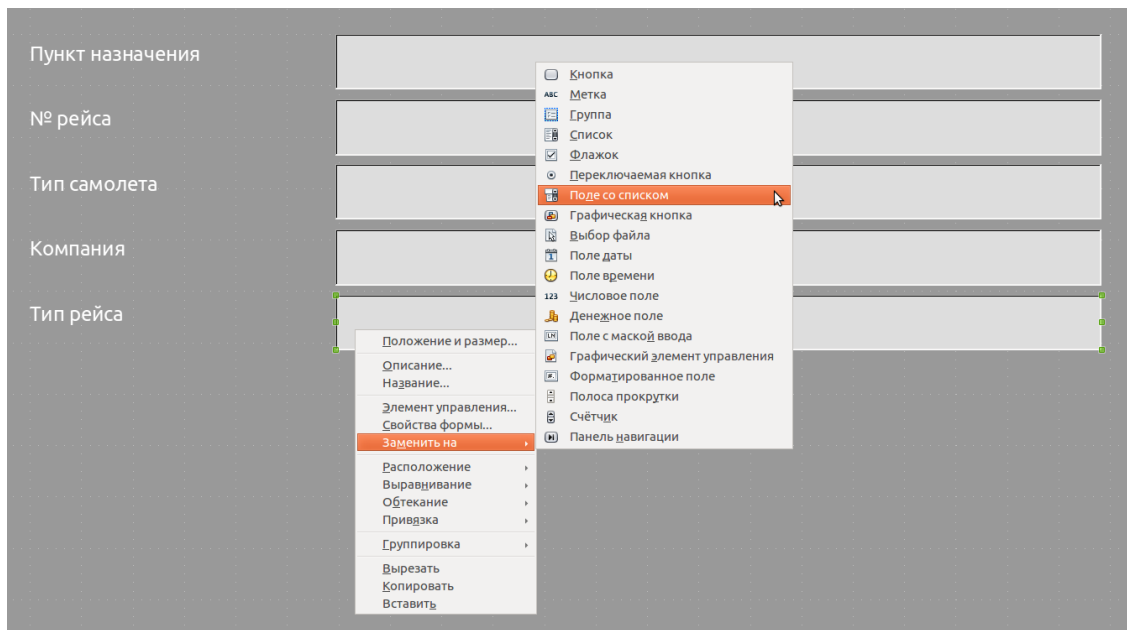 Пункт назначения
№ рейса
Тип самолета
Компания
Тип рейса
Положение и размер...
Описание...
Название...
Элемент управления...
Свойства формы...
Заменить на
Расположение
Выравнивание
Обтекание
Привязка
Группировка
Вырезать
Копировать
Вставить
Кнопка
ABC Метка
Группа
Список
Флажок
Переключаемая кнопка
Поле со списком
Графическая кнопка
Выбор файла
1 Поле даты
Поле времени
123 Числовое поле
Денежное поле
Поле с маской ввода
Графический элемент управления
Форматированное поле
Полоса прокрутки
Счётчик
Панель навигации